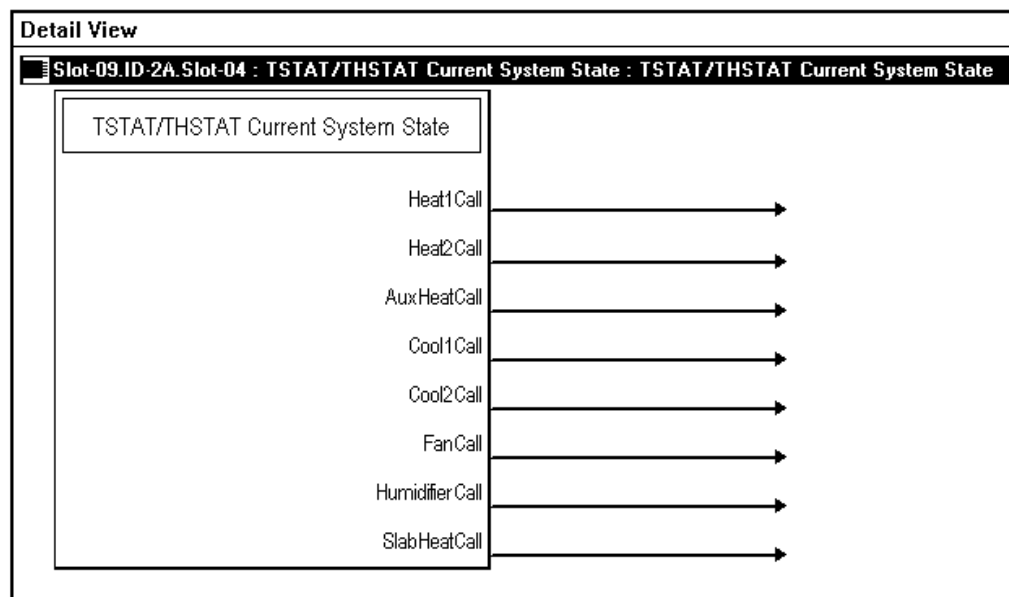 Detail View
Slot-09.ID-2A.Slot-04 : TSTAT/THSTAT Current System State : TSTAT/THSTAT Current System State
TSTAT/THSTAT Current System State
Heat1Call
Heat2Call
AuxHeatCall
Cool1Call
Cool2Call
FanCall
HumidifierCall
SlabHeatCall